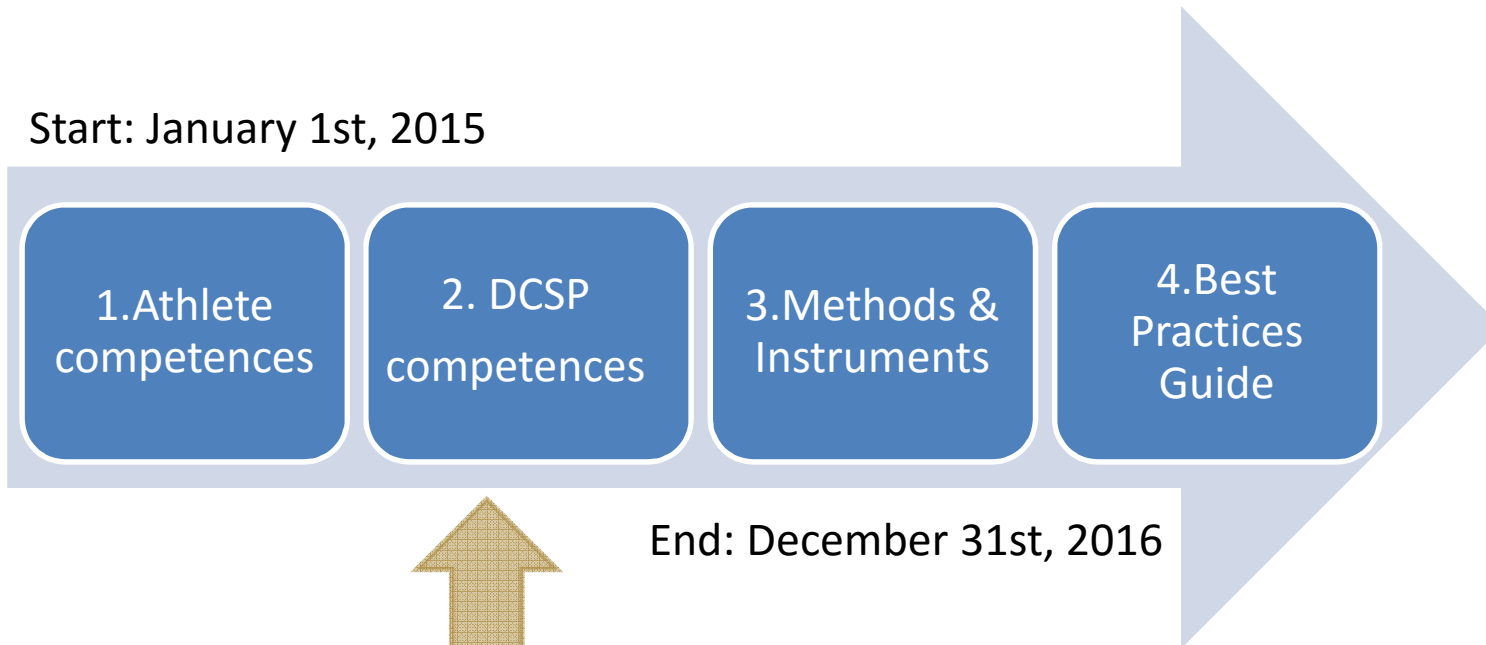 Start: January 1st, 2015
1.Athlete
competences
2. DCSP
competences
3.Methods &
Instruments
4.Best
Practices
Guide
End: December 31st, 2016